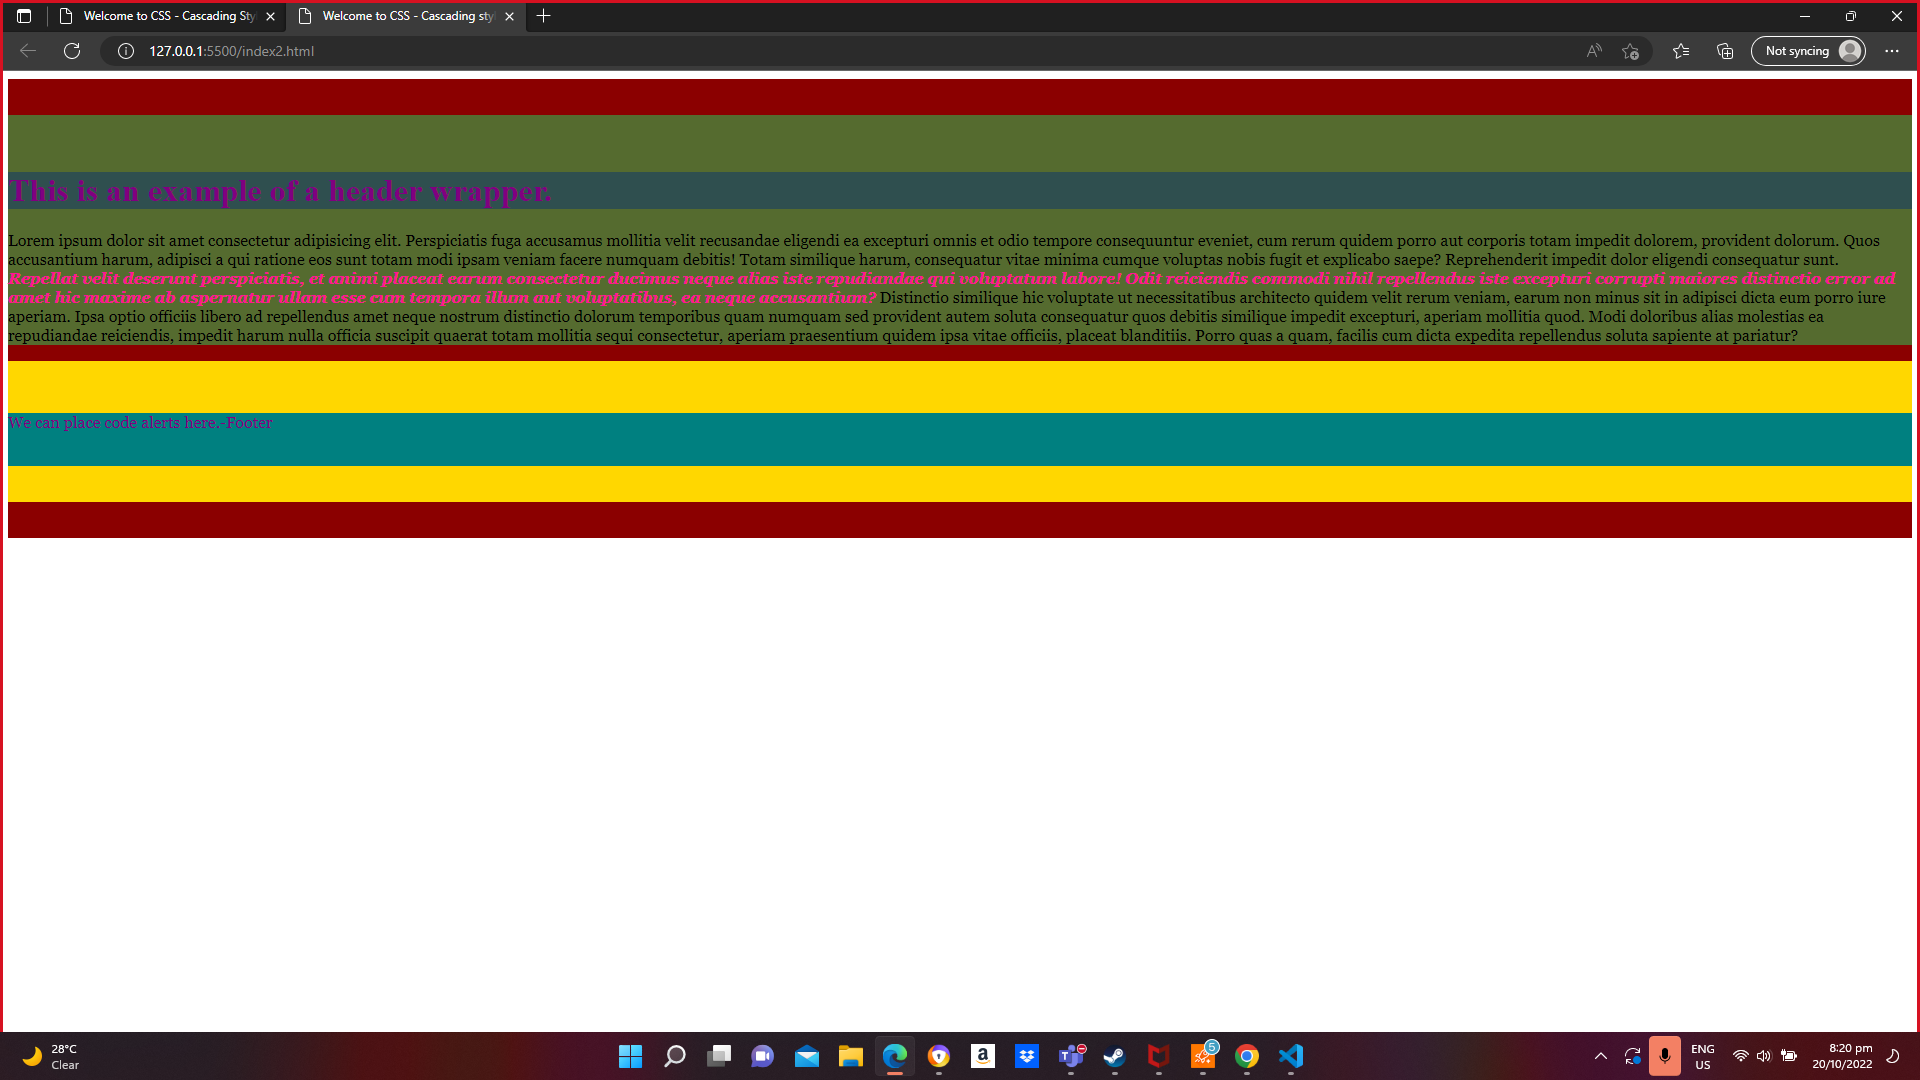 Welcome to CSS - Cascading Sty
Welcome to CSS - Cascading sty
127.0.0.1:5500/index2.html
Not syncing
This is an example of a header wrapper.
Lorem ipsum dolor sit amet consectetur adipisicing elit. Perspiciatis fuga accusamus mollitia velit recusandae eligendi ea excepturi omnis et odio tempore consequuntur eveniet, cum rerum quidem porro aut corporis totam impedit dolorem, provident dolorum. Quos
accusantium harum, adipisci a qui ratione eos sunt totam modi ipsam veniam facere numquam debitis! Totam similique harum, consequatur vitae minima cumque voluptas nobis fugit et explicabo saepe? Reprehenderit impedit dolor eligendi consequatur sunt.
Repellat velit deserunt perspiciatis, et animi placeat earum consectetur ducimus neque alias iste repudiandae qui voluptatum labore! Odit reiciendis commodi nihil repellendus iste excepturi corrupti maiores distinctio error ad
amet hic maxime ab aspernatur ullam esse cum tempora illum aut voluptatibus, ea neque accusantium? Distinctio similique hic voluptate ut necessitatibus architecto quidem velit rerum veniam, earum non minus sit in adipisci dicta eum porro iure
aperiam. Ipsa optio officiis libero ad repellendus amet neque nostrum distinctio dolorum temporibus quam numquam sed provident autem soluta consequatur quos debitis similique impedit excepturi, aperiam mollitia quod. Modi doloribus alias molestias ea
repudiandae reiciendis, impedit harum nulla officia suscipit quaerat totam mollitia sequi consectetur, aperiam praesentium quidem ipsa vitae officiis, placeat blanditiis. Porro quas a quam, facilis cum dicta expedita repellendus soluta sapiente at pariatur?
We can place code alerts here.-Footer
28°C
Clear
5
ENG
US
8:20 pm
20/10/2022